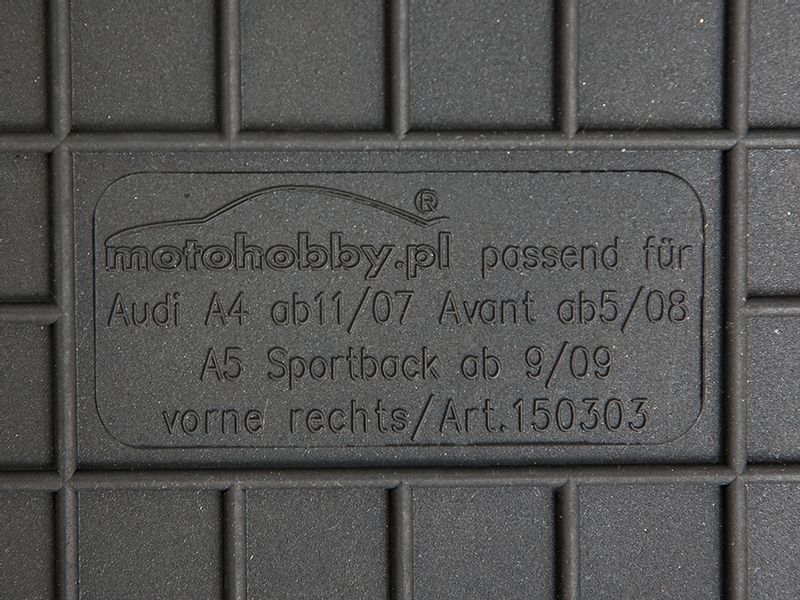 motohobby.pl® passend für
Audi A4 ab11/07 Avant ab5/08
A5 Sportback ab 9/09
vorne rechts/Art.150303